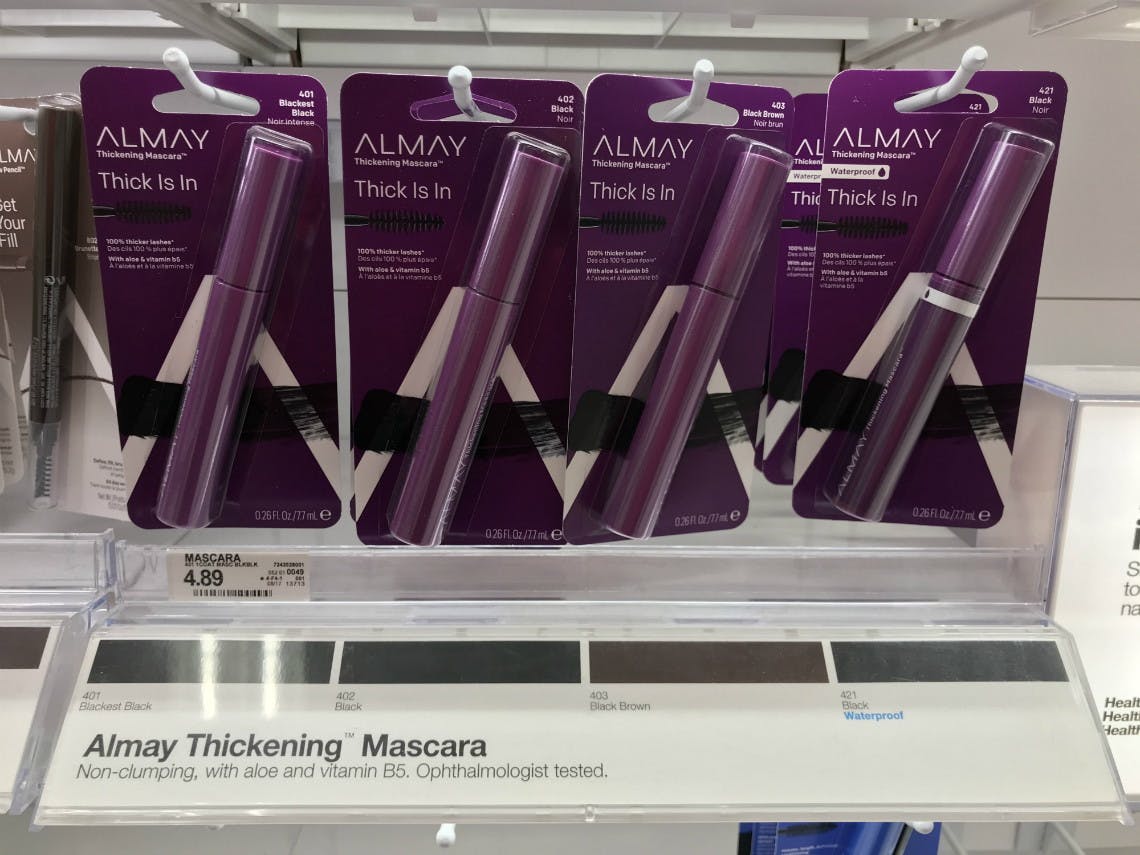 401
Blackest
Black
Noir intense
ALMAY
Thickening Mascara™
Thick Is In
100% thicker lashes*
Des cils 100 % plus épais*
With aloe & vitamin b5
À l'aloès et à la vitamine b5
0.26 Fl. Oz./7.7 mL e
402
Black
Noir
ALMAY
Thickening Mascara™
Thick Is In
100% thicker lashes*
Des cils 100 % plus épais*
With aloe & vitamin b5
À l'aloès et à la
vitamine b5
0.26 Fl. Oz./7.7 mL e
403
Black Brown
Noir brun
ALMAY
Thickening Mascara™
Thick Is In
100% thicker lashes*
Des cils 100 % plus épais*
With aloe & vitamin b5
À l'aloès et à la
vitamine b5
0.26 Fl. Oz./7.7 mL e
421
Black
Noir
421
ALMAY
Thickening Mascara™
Waterproof
Thick Is In
100% thicker lashes*
Des cils 100 % plus épais*
With aloe & vitamin b5
À l'aloès et à la
vitamine b5
ALMAY Thickening Mascara™
0.26 Fl. Oz./7.7 mL e
MASCARA
401 1COAT MASC BLKBLK
4.89
0049
401
Blackest Black
402
Black
403
Black Brown
421
Black
Waterproof
Almay Thickening™ Mascara
Non-clumping, with aloe and vitamin B5. Ophthalmologist tested.